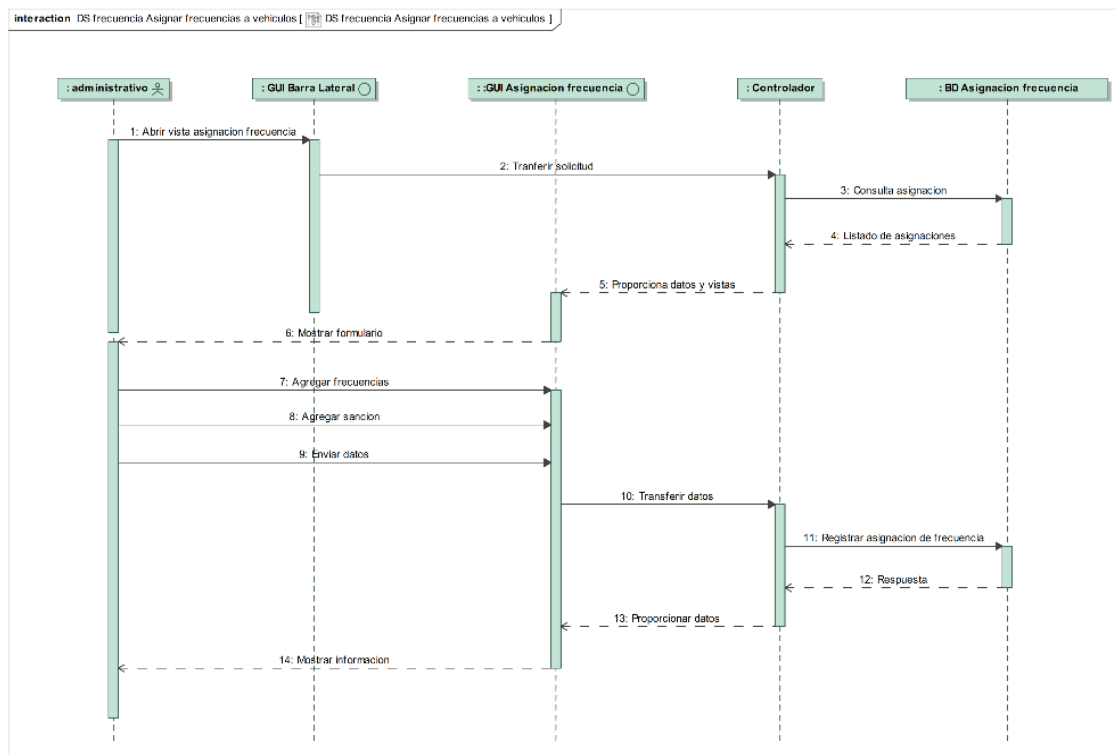 interaction DS frecuencia Asignar frecuencias a vehiculos [ DS frecuencia Asignar frecuencias a vehiculos ]
: administrativo
: GUI Barra Lateral
: ::GUI Asignacion frecuencia
: Controlador
: BD Asignacion frecuencia
1: Abrir vista asignacion frecuencia
2: Tranferir solicitud
3: Consulta asignacion
4: Listado de asignaciones
5: Proporciona datos y vistas
6: Mostrar formulario
7: Agregar frecuencias
8: Agregar sancion
9: Enviar datos
10: Transferir datos
11: Registrar asignacion de frecuencia
12: Respuesta
13: Proporcionar datos
14: Mostrar informacion